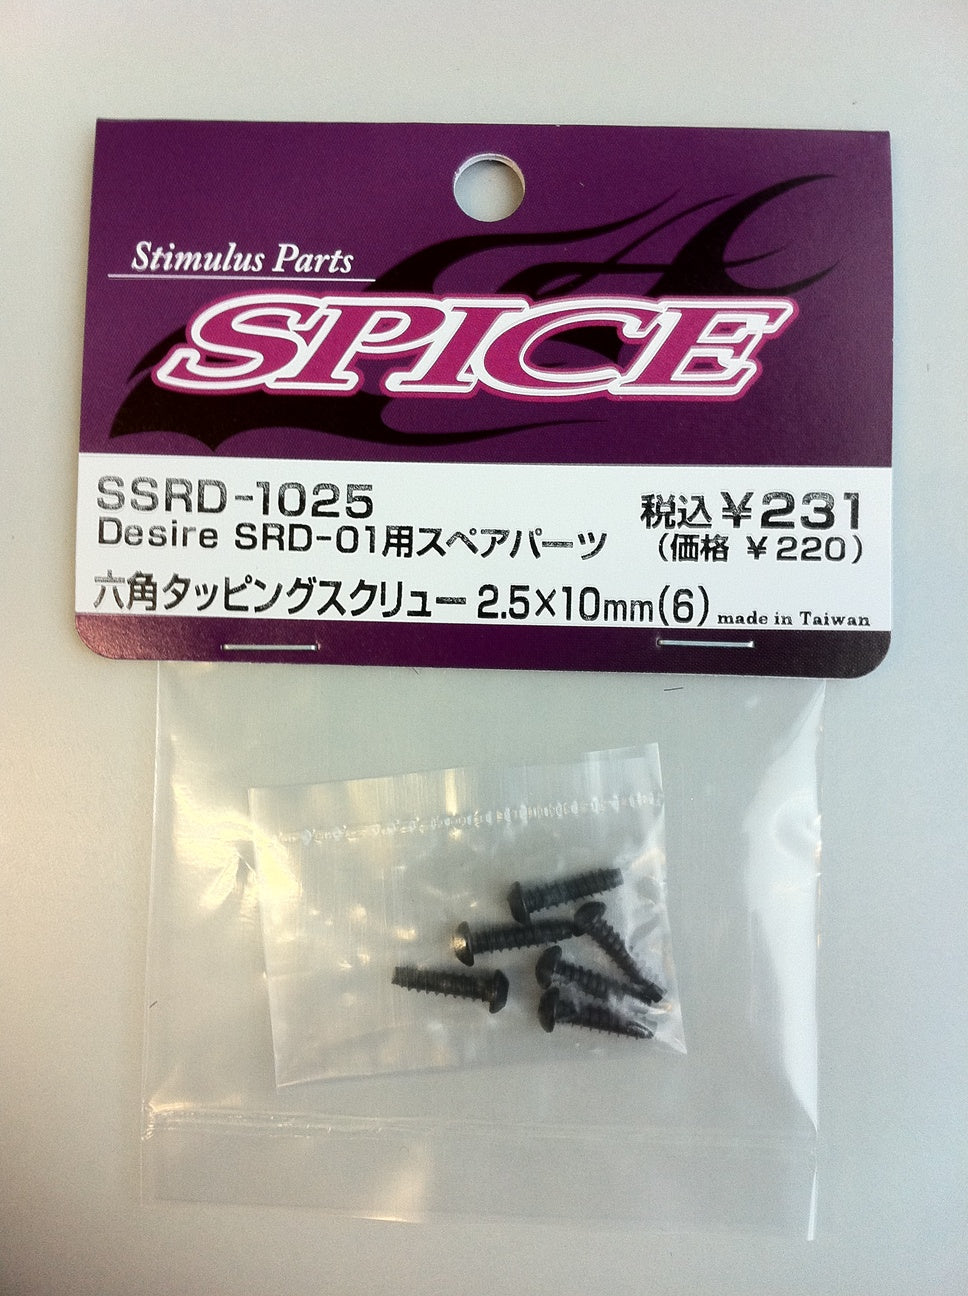 Stimulus Parts
SPICE
SSRD-1025
税込¥231
Desire SRD-01用スペアパーツ
(価格 ¥220)
六角タッピングスクリュー 2.5×10mm(6) made in Taiwan